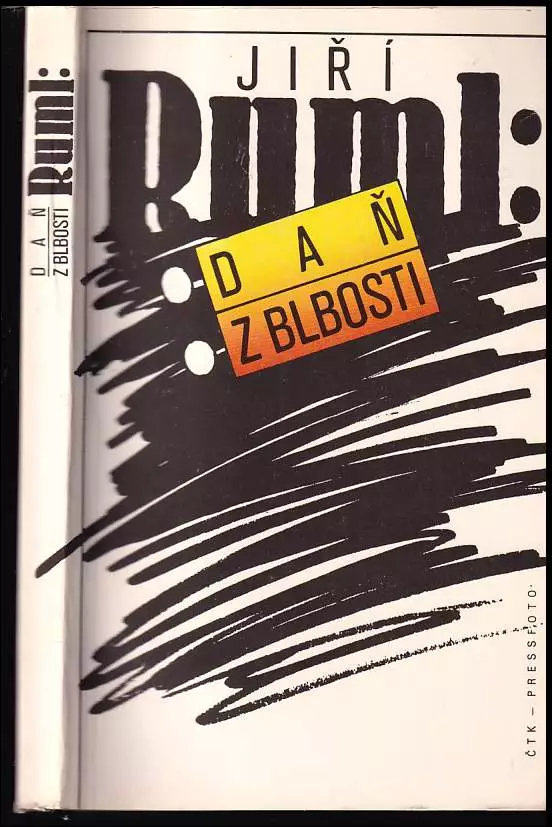 Ruml:
DAŇ
Z BLBOSTI
JIŘÍ
Ruml:
DAŇ
Z BLBOSTI
ČTK – PRESSFOTO